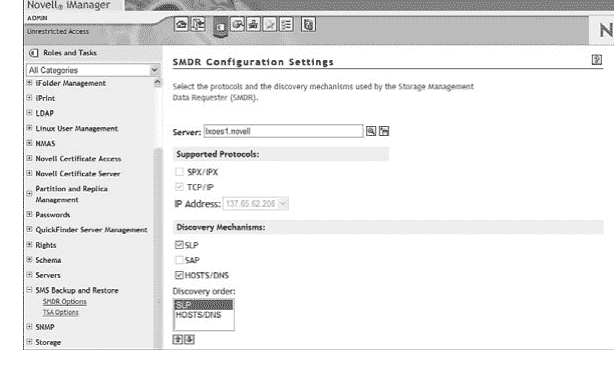 Novell® iManager
ADMIN
Unrestricted Access
N
Roles and Tasks
All Categories
iFolder Management
iPrint
LDAP
Linux User Management
NMAS
Novell Certificate Access
Novell Certificate Server
Partition and Replica
Management
Passwords
QuickFinder Server Management
Rights
Schema
Servers
SMS Backup and Restore
SMDR Options
TSA Options
SNMP
Storage
SMDR Configuration Settings
Select the protocols and the discovery mechanisms used by the Storage Management
Data Requester (SMDR).
Server: lxoes1.novell
Supported Protocols:
SPX/IPX
TCP/IP
IP Address: 137.65.62.206
Discovery Mechanisms:
SLP
SAP
HOSTS/DNS
Discovery order:
SLP
HOSTS/DNS